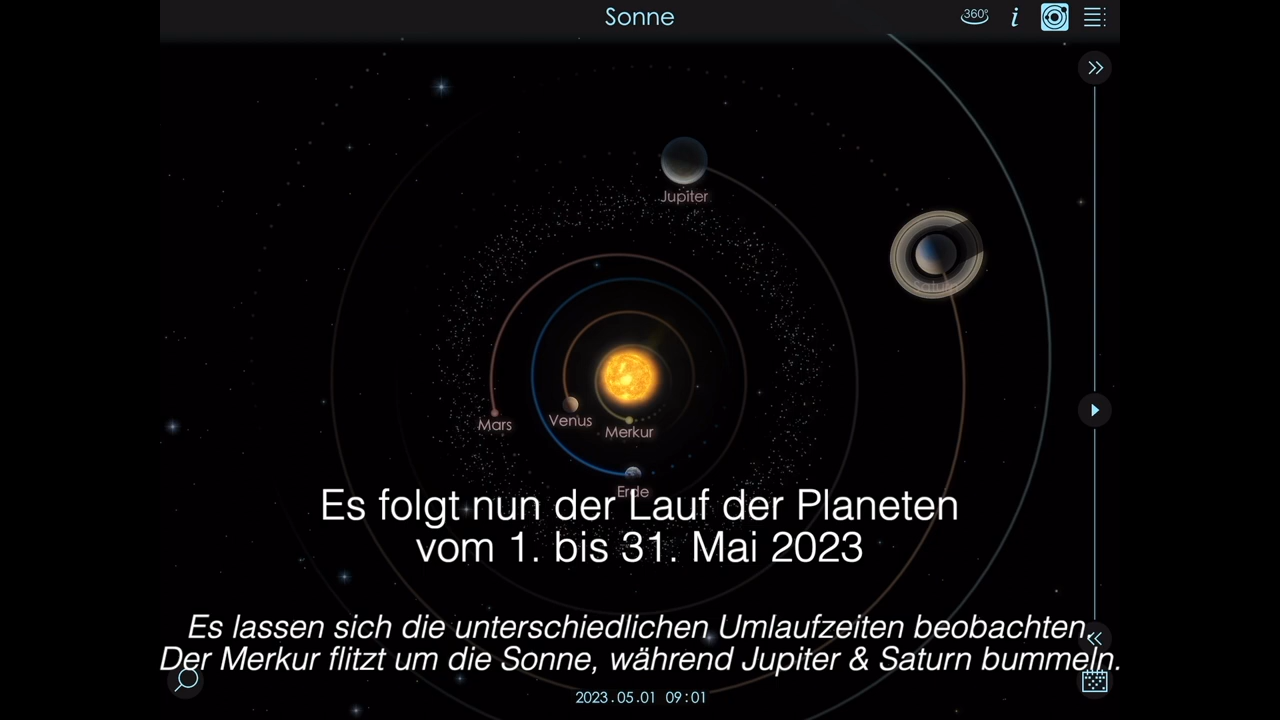 Sonne
360°
i
Jupiter
Saturn
Mars
Venus
Merkur
Erde
Es folgt nun der Lauf der Planeten
vom 1. bis 31. Mai 2023
Es lassen sich die unterschiedlichen Umlaufzeiten beobachten.
Der Merkur flitzt um die Sonne, während Jupiter & Saturn bummeln.
2023.05.01 09:01